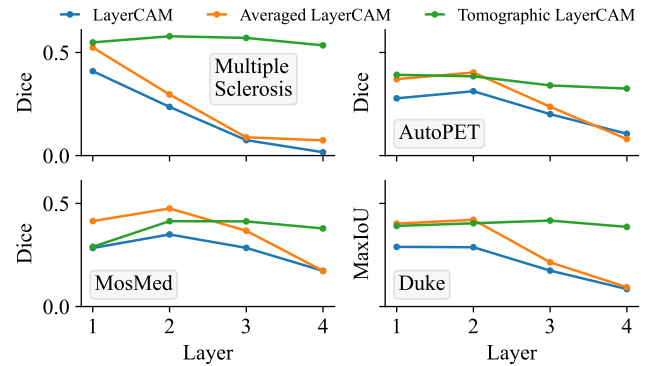 LayerCAM Averaged LayerCAM Tomographic LayerCAM
Dice
0.5
0.0
Multiple
Sclerosis
Dice
AutoPET
Dice
0.5
0.0
MosMed
1 2 3 4
Layer
MaxIoU
Duke
1 2 3 4
Layer